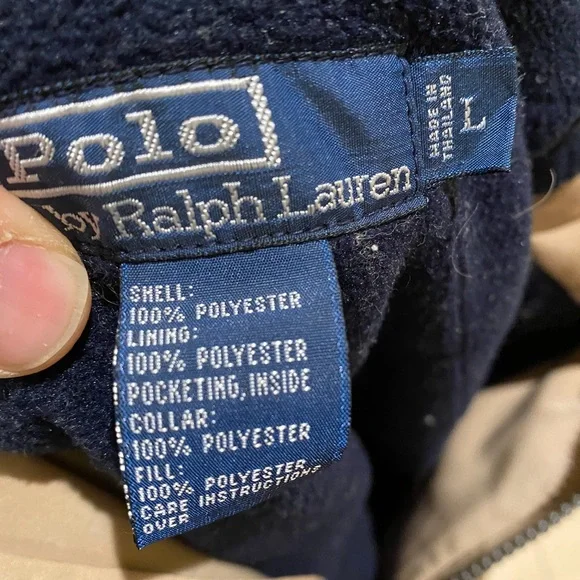 Polo
by Ralph Lauren
MADE IN
THAILAND
L
SHELL:
100% POLYESTER
LINING:
100% POLYESTER
POCKETING, INSIDE
COLLAR:
100% POLYESTER
FILL:
100% POLYESTER
CARE INSTRUCTIONS
OVER